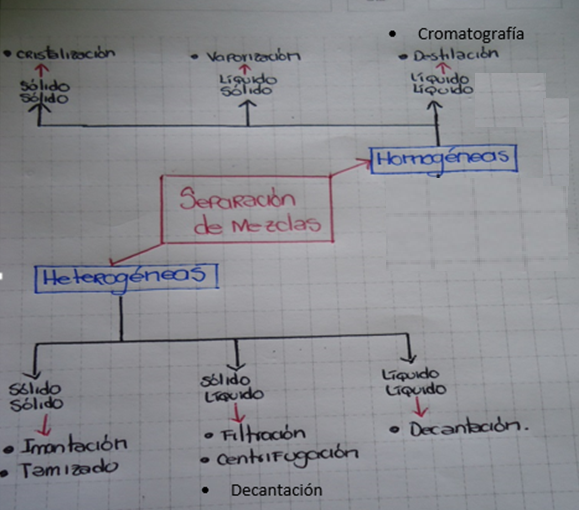 • Cromatografía
• CRistalización
• Vaporización
• Destilación
Sólido
Sólido
Líquido
Sólido
Líquido
Líquido
Homogéneas
Separación
de Mezclas
Heterogéneas
Sólido
Sólido
Sólido
Líquido
Líquido
Líquido
• Imantación
• Tamizado
• Filtración
• Centrifugación
• Decantación.
• Decantación